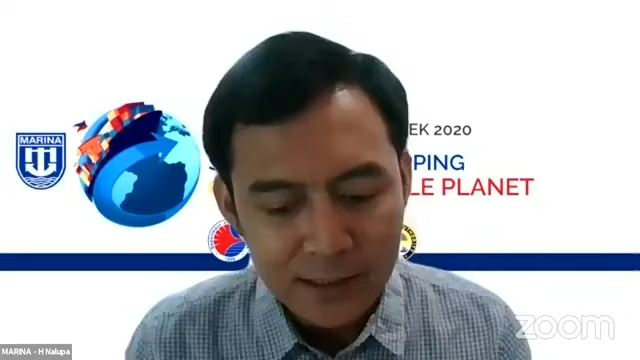 EK 2020
MARINA
PING
LE PLANET
MARINA - H Nalupa
zoom